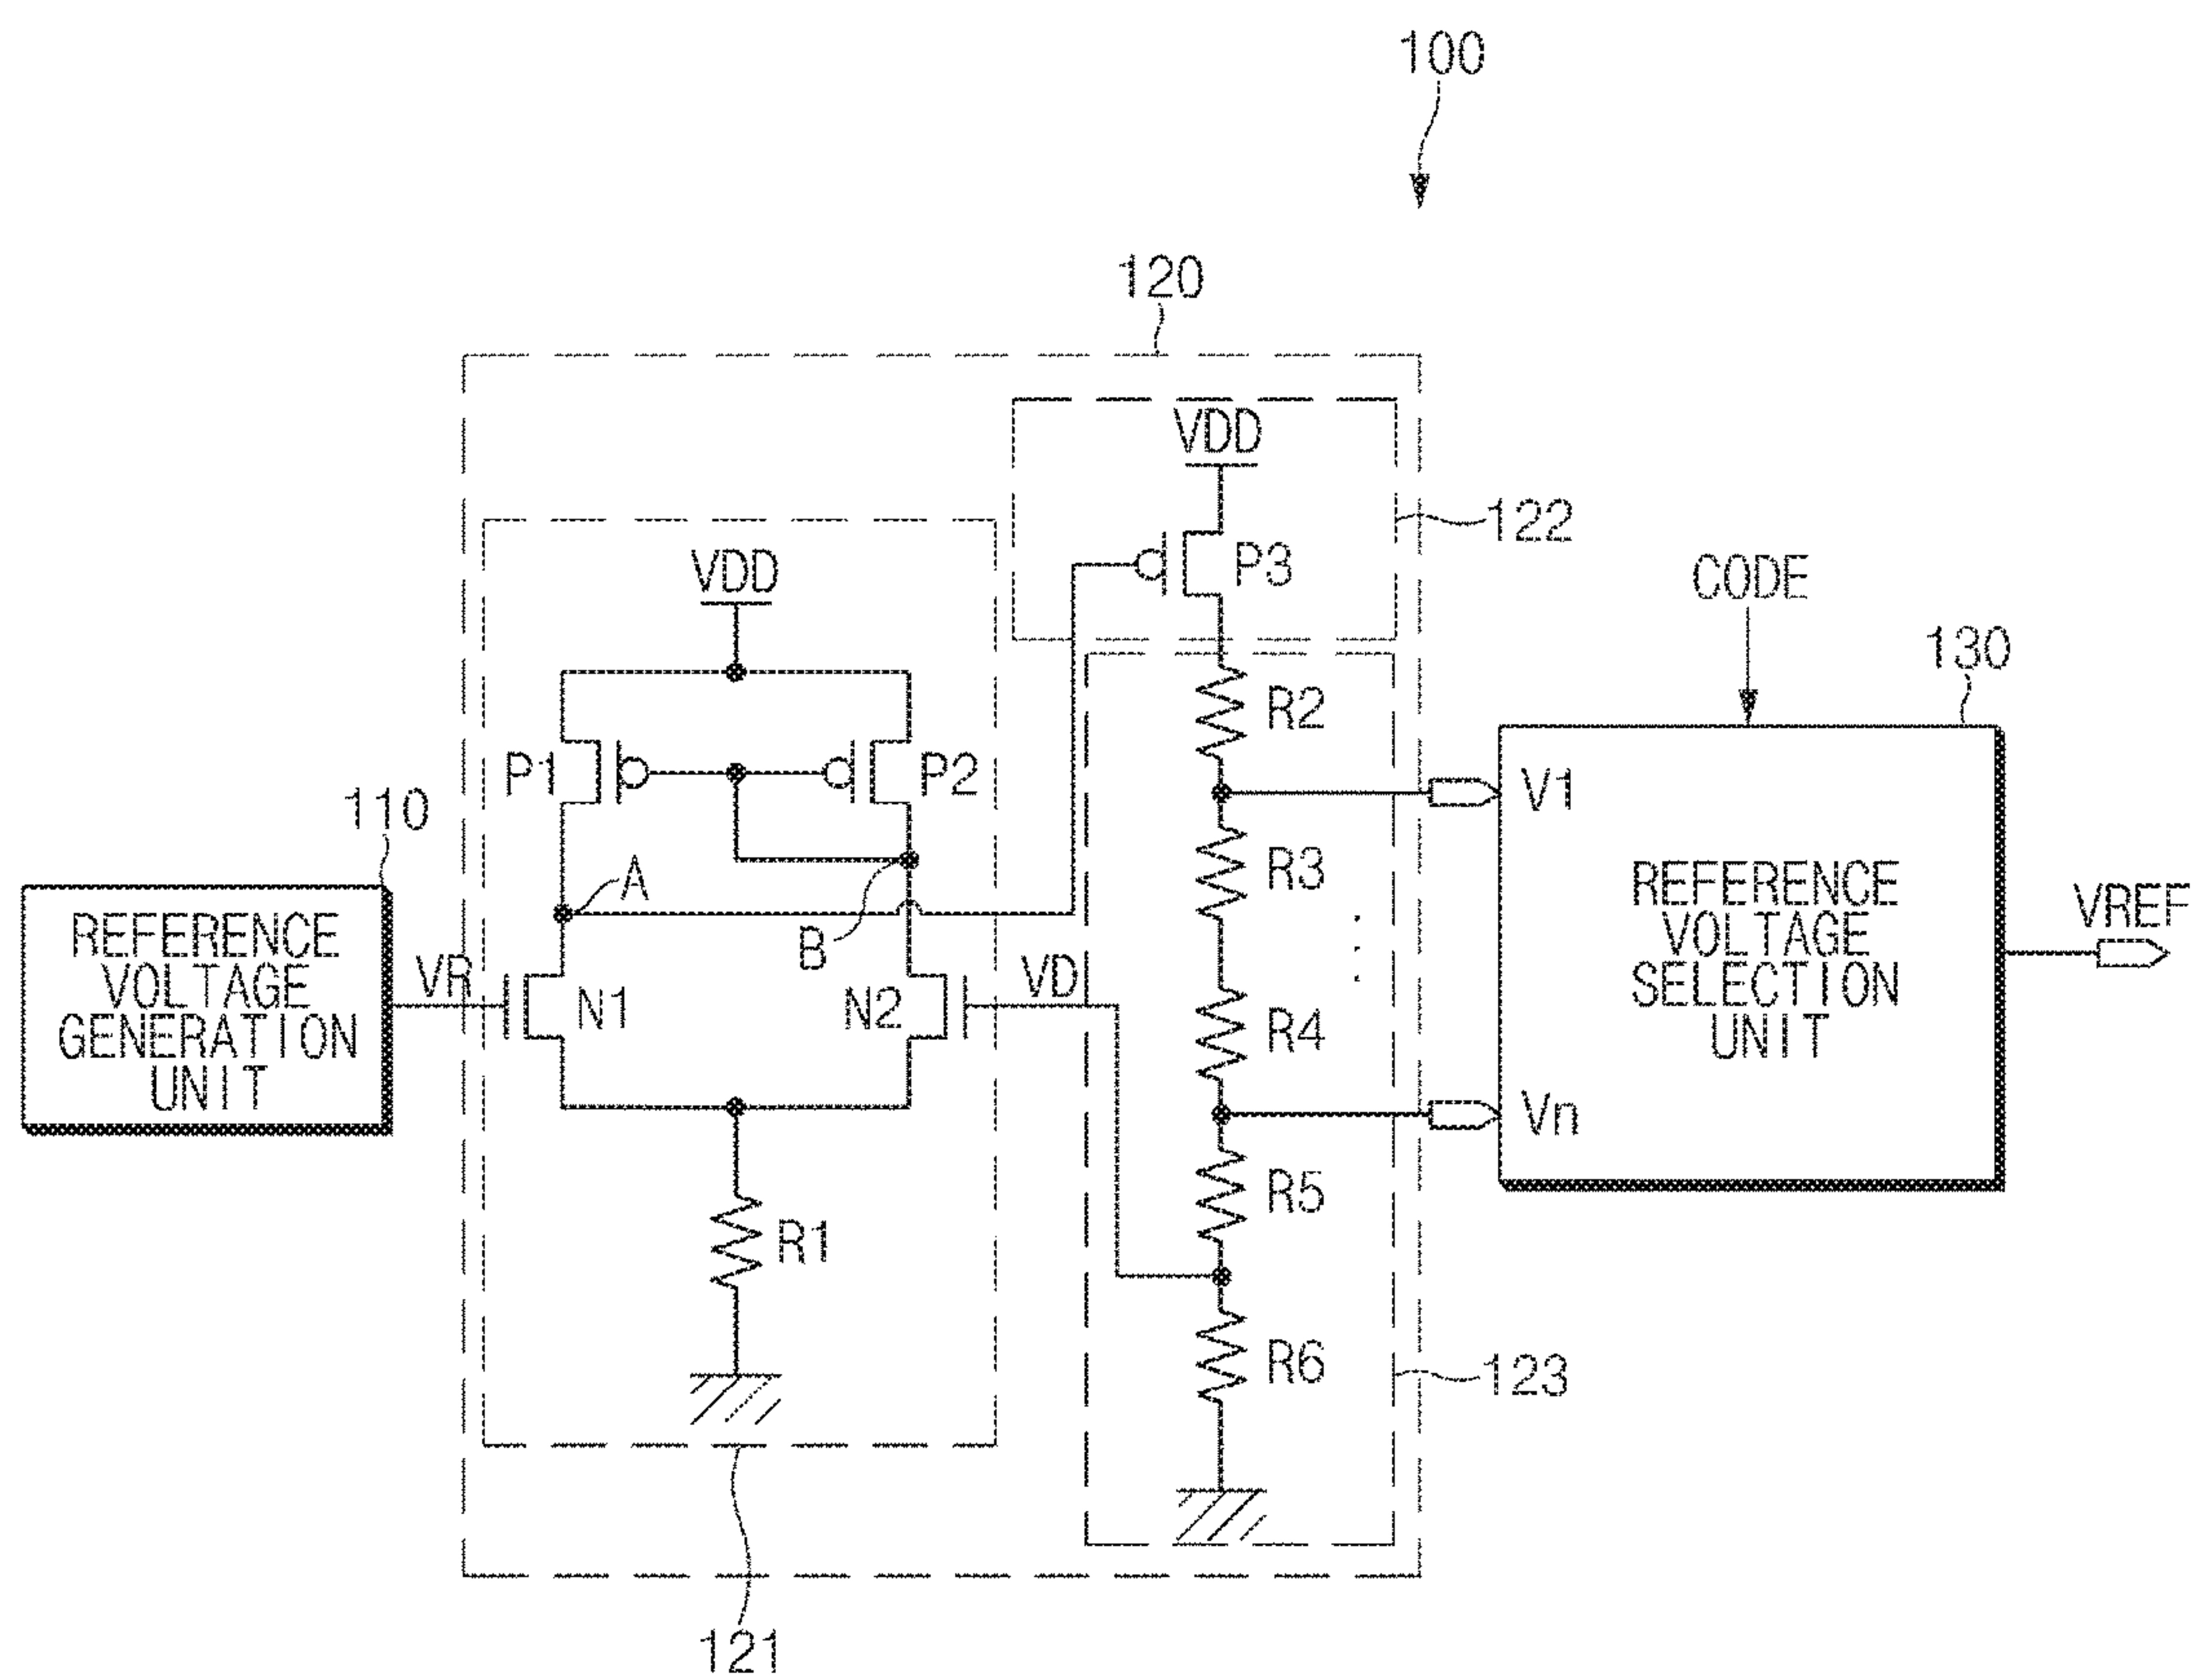 100
120
VDD
122
P3
VDD
CODE
130
R2
P1
P2
V1
110
R3
A
REFERENCE
VOLTAGE
GENERATION
UNIT
B
VR
N1
N2
VD
R4
REFERENCE
VOLTAGE
SELECTION
UNIT
VREF
Vn
R5
R1
R6
123
121